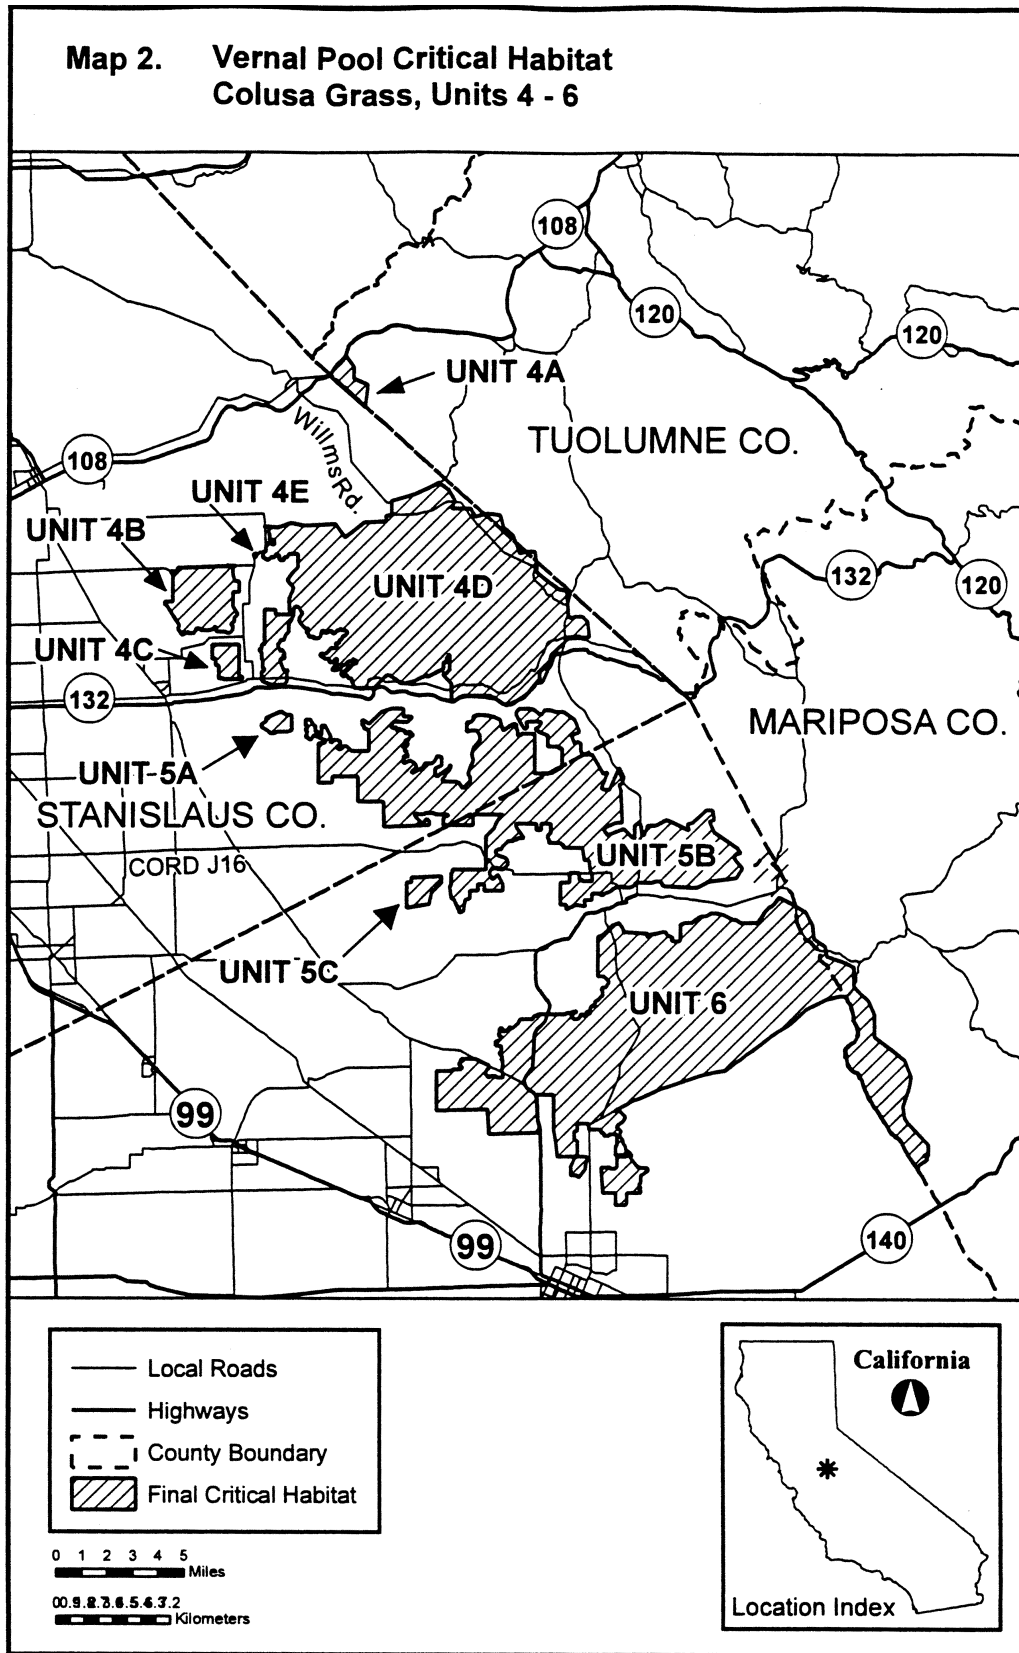 Map 2. Vernal Pool Critical Habitat
Colusa Grass, Units 4 - 6
108
120
120
UNIT 4A
TUOLUMNE CO.
Willms Rd.
108
UNIT 4E
UNIT 4B
UNIT 4D
132
120
UNIT 4C
132
MARIPOSA CO.
UNIT 5A
STANISLAUS CO.
CORD J16
UNIT 5B
UNIT 5C
UNIT 6
99
99
140
Local Roads
Highways
County Boundary
Final Critical Habitat
0 1 2 3 4 5
Miles
Kilometers
California
Location Index